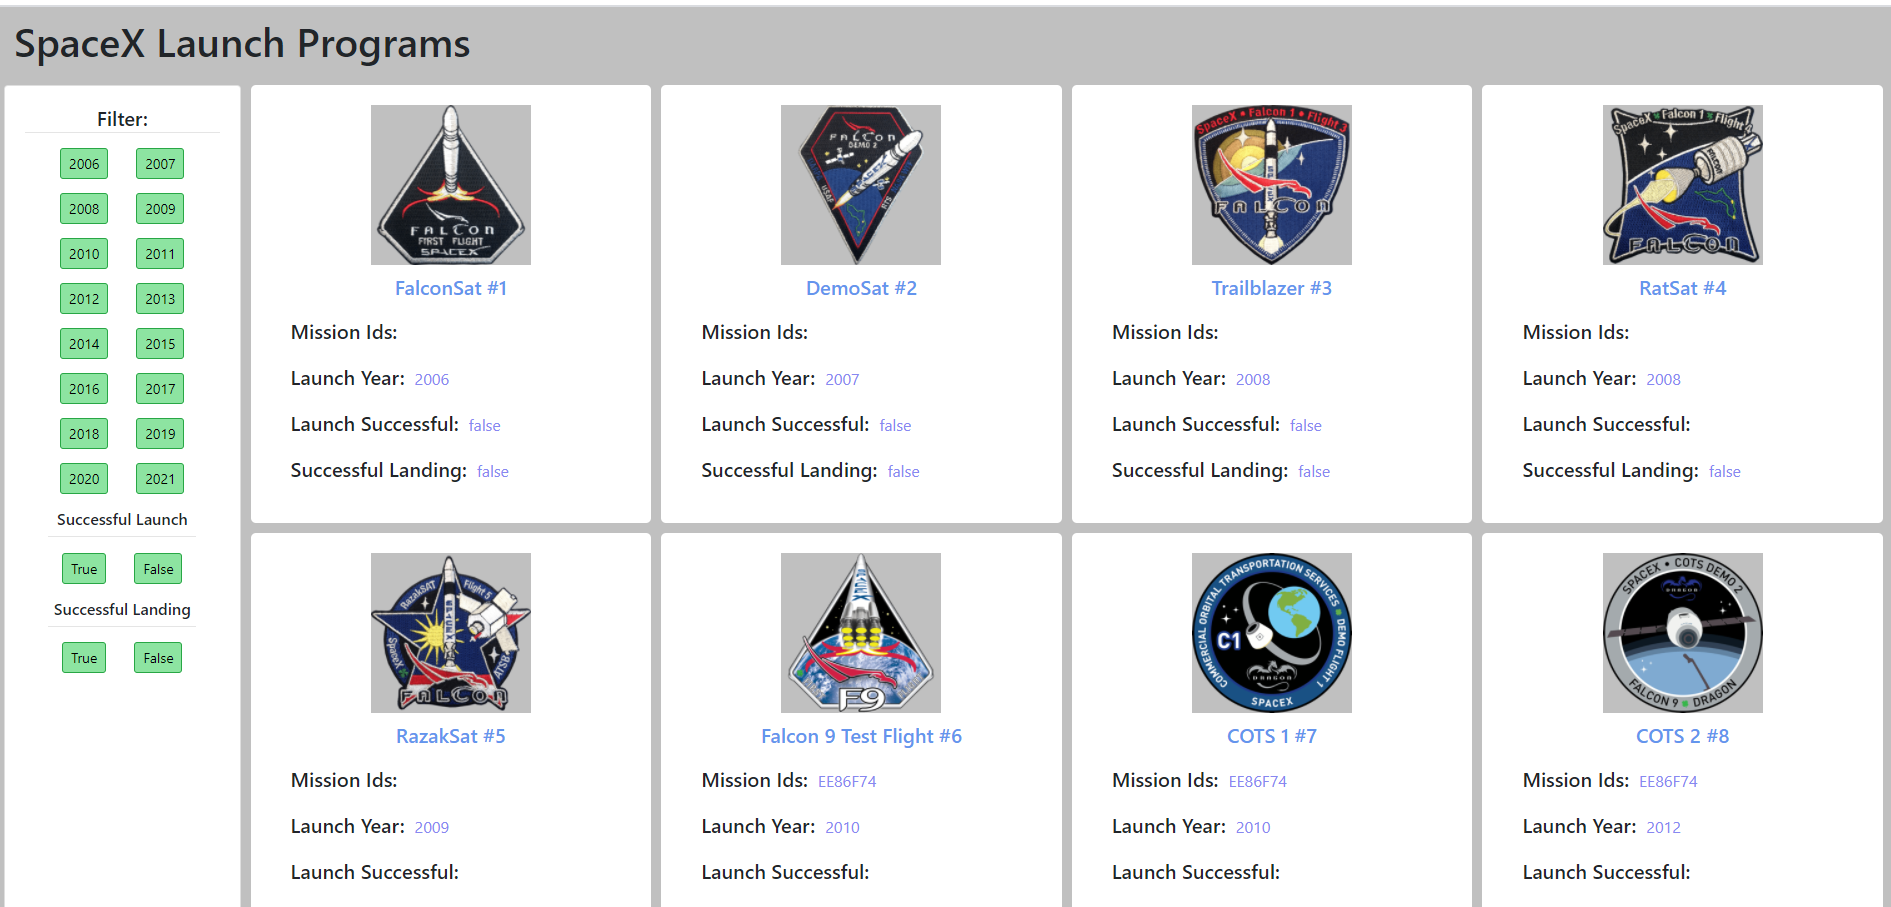 SpaceX Launch Programs
Filter:
2006 2007
2008 2009
2010 2011
2012 2013
2014 2015
2016 2017
2018 2019
2020 2021
Successful Launch
True False
Successful Landing
True False
FALCON
FIRST FLIGHT
SPACEX
FalconSat #1
Mission Ids:
Launch Year: 2006
Launch Successful: false
Successful Landing: false
FALCON
DEMO 2
DemoSat #2
Mission Ids:
Launch Year: 2007
Launch Successful: false
Successful Landing: false
SpaceX • Falcon 1 • Flight 3
FALCON
Trailblazer #3
Mission Ids:
Launch Year: 2008
Launch Successful: false
Successful Landing: false
SpaceX Falcon 1 Flight 4
FALCON
FALCON
RatSat #4
Mission Ids:
Launch Year: 2008
Launch Successful:
Successful Landing: false
RazakSAT Flight 5
SpaceX
ATSB
FALCON
RazakSat #5
Mission Ids:
Launch Year: 2009
Launch Successful:
F9
Falcon 9 Test Flight #6
Mission Ids: EE86F74
Launch Year: 2010
Launch Successful:
COMMERCIAL ORBITAL TRANSPORTATION SERVICES
DEMO FLIGHT 1
C1
DRAGON
SPACEX
COTS 1 #7
Mission Ids: EE86F74
Launch Year: 2010
Launch Successful:
SPACEX • COTS DEMO 2
DRAGON
FALCON 9 DRAGON
COTS 2 #8
Mission Ids: EE86F74
Launch Year: 2012
Launch Successful: